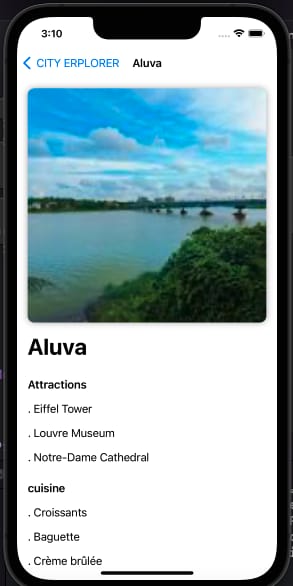 3:10
CITY ERPLORER Aluva
Aluva
Attractions
. Eiffel Tower
. Louvre Museum
. Notre-Dame Cathedral
cuisine
. Croissants
. Baguette
. Crème brûlée